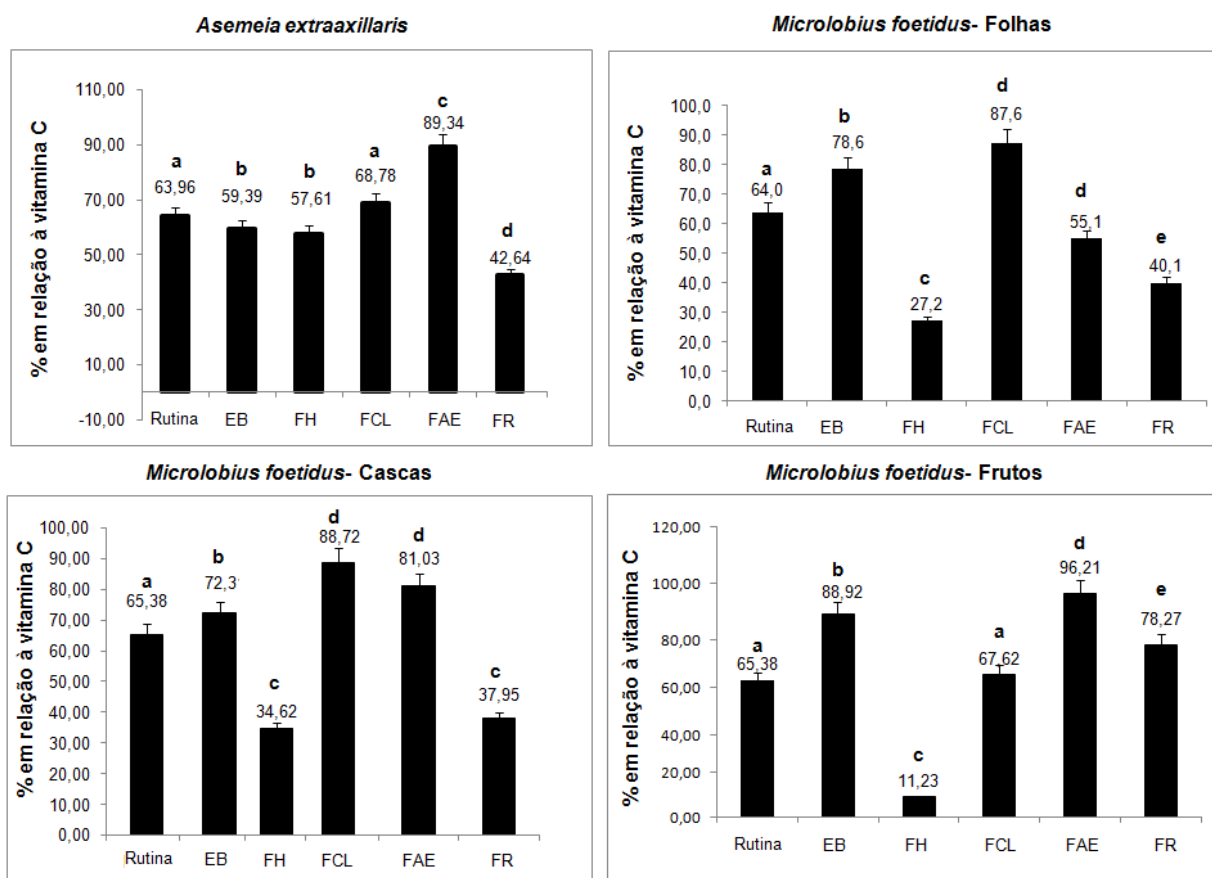 Asemeia extraaxillaris
% em relação à vitamina C
110,00
90,00
70,00
50,00
30,00
10,00
-10,00
a
63,96
b
59,39
b
57,61
a
68,78
c
89,34
d
42,64
Rutina EB FH FCL FAE FR
Microlobius foetidus- Folhas
% em relação à vitamina C
100,0
90,0
80,0
70,0
60,0
50,0
40,0
30,0
20,0
10,0
0,0
a
64,0
b
78,6
c
27,2
d
87,6
d
55,1
e
40,1
Rutina EB FH FCL FAE FR
Microlobius foetidus- Cascas
% em relação à vitamina C
100,00
90,00
80,00
70,00
60,00
50,00
40,00
30,00
20,00
10,00
0,00
a
65,38
b
72,3
c
34,62
d
88,72
d
81,03
c
37,95
Rutina EB FH FCL FAE FR
Microlobius foetidus- Frutos
% em relação à vitamina C
120,00
100,00
80,00
60,00
40,00
20,00
0,00
a
65,38
b
88,92
c
11,23
a
67,62
d
96,21
e
78,27
Rutina EB FH FCL FAE FR